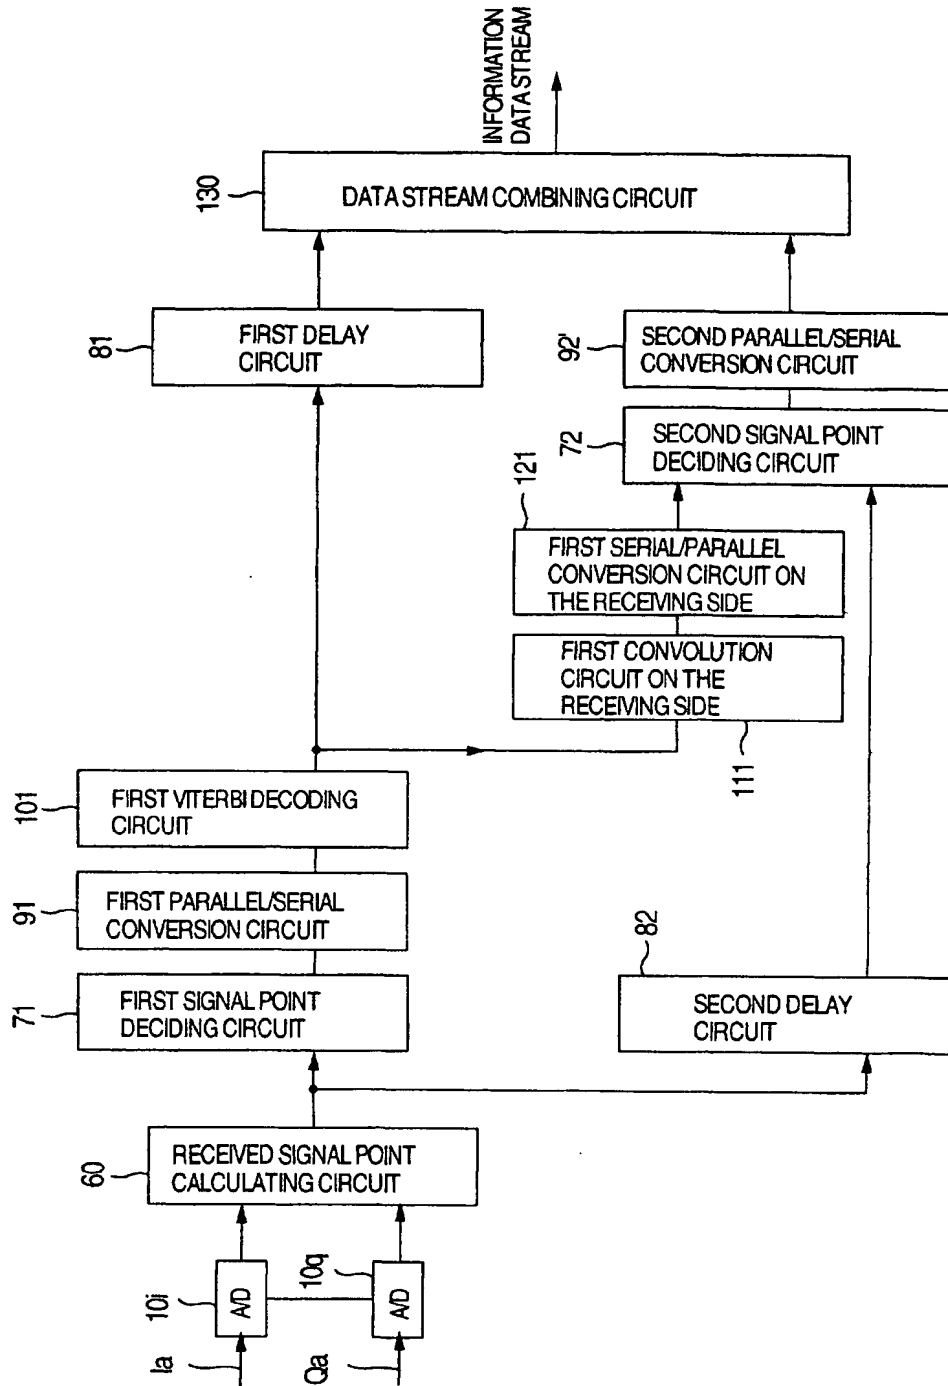 INFORMATION
DATA STREAM
130
DATA STREAM COMBINING CIRCUIT
81
FIRST DELAY
CIRCUIT
92'
SECOND PARALLEL/SERIAL
CONVERSION CIRCUIT
72
SECOND SIGNAL POINT
DECIDING CIRCUIT
121
FIRST SERIAL/PARALLEL
CONVERSION CIRCUIT ON
THE RECEIVING SIDE
FIRST CONVOLUTION
CIRCUIT ON THE
RECEIVING SIDE
111
101
FIRST VITERBI DECODING
CIRCUIT
91
FIRST PARALLEL/SERIAL
CONVERSION CIRCUIT
71
FIRST SIGNAL POINT
DECIDING CIRCUIT
82
SECOND DELAY
CIRCUIT
60
RECEIVED SIGNAL POINT
CALCULATING CIRCUIT
10i
A/D
10q
A/D
Ia
Qa